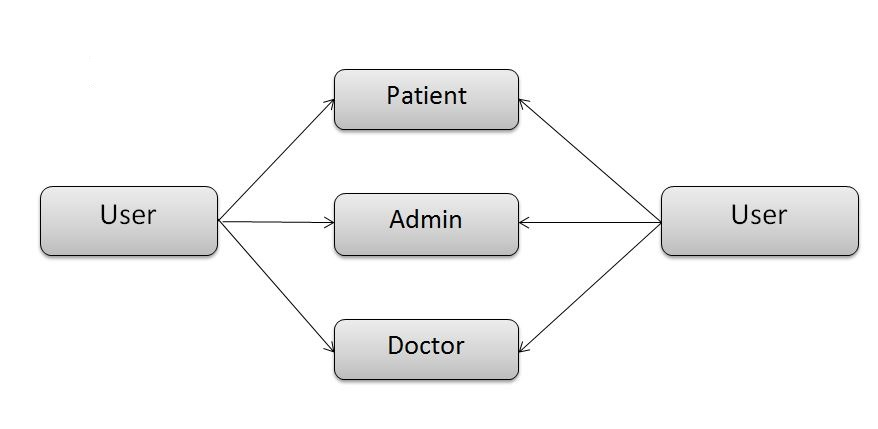 Patient
User
Admin
User
Doctor